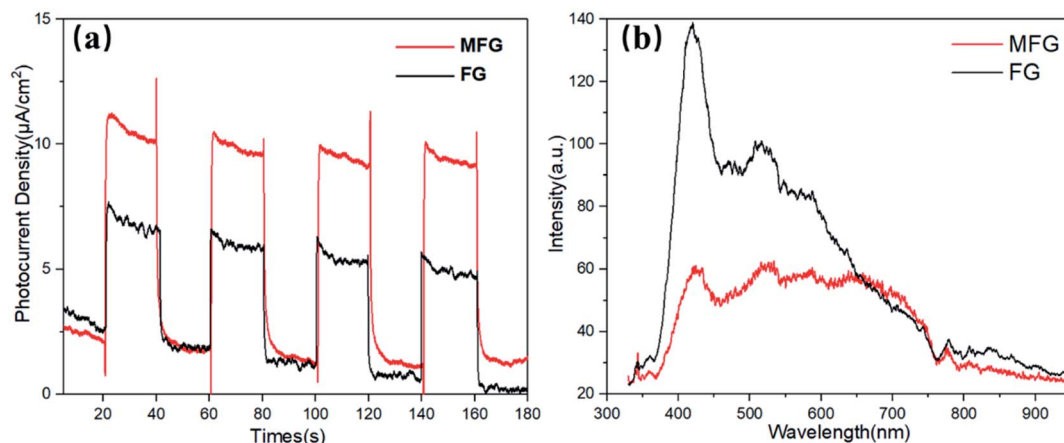 (a)
MFG
FG
Photocurrent Density(μA/cm²)
15
10
5
0
20 40 60 80 100 120 140 160 180
Times(s)
(b)
MFG
FG
Intensity(a.u.)
140
120
100
80
60
40
20
300 400 500 600 700 800 900
Wavelength(nm)